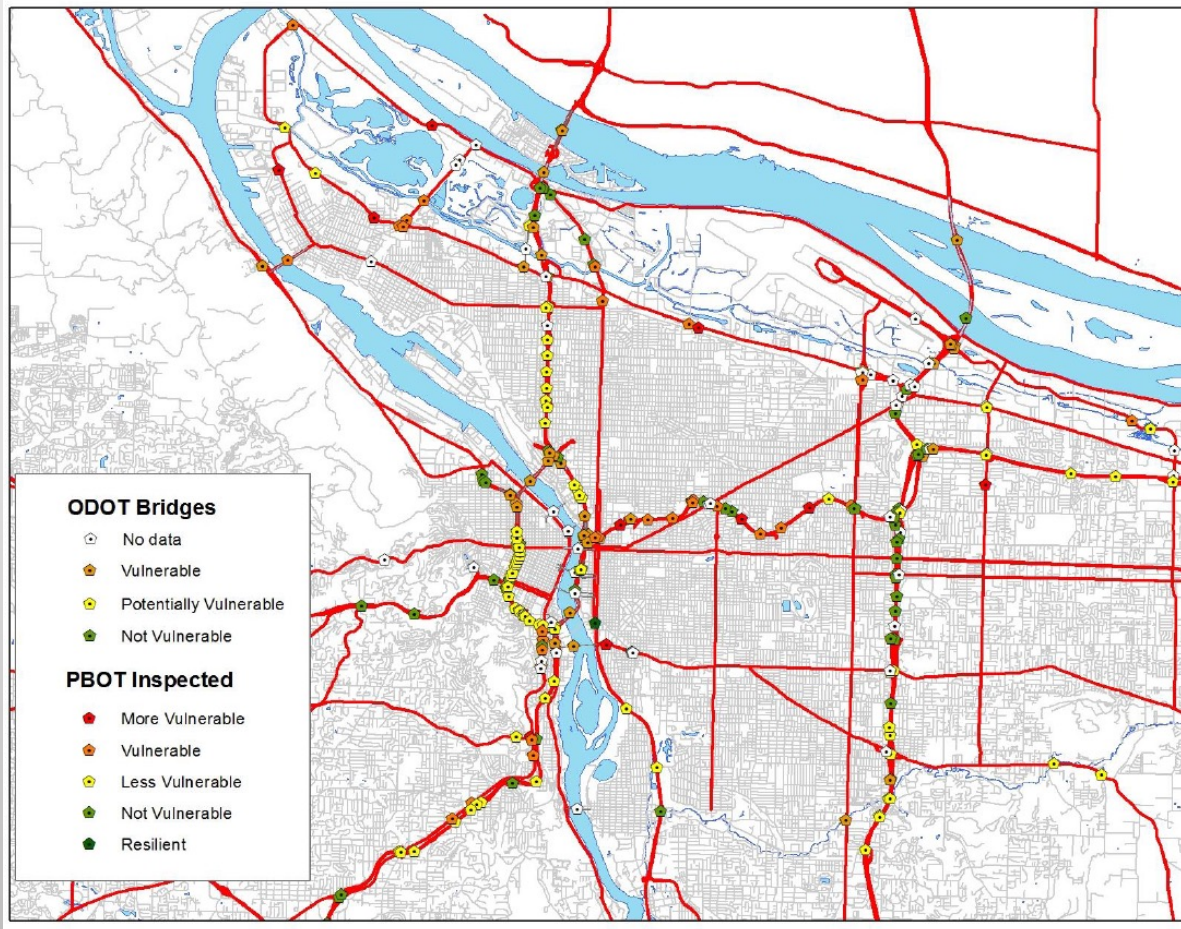 ODOT Bridges
No data
Vulnerable
Potentially Vulnerable
Not Vulnerable
PBOT Inspected
More Vulnerable
Vulnerable
Less Vulnerable
Not Vulnerable
Resilient